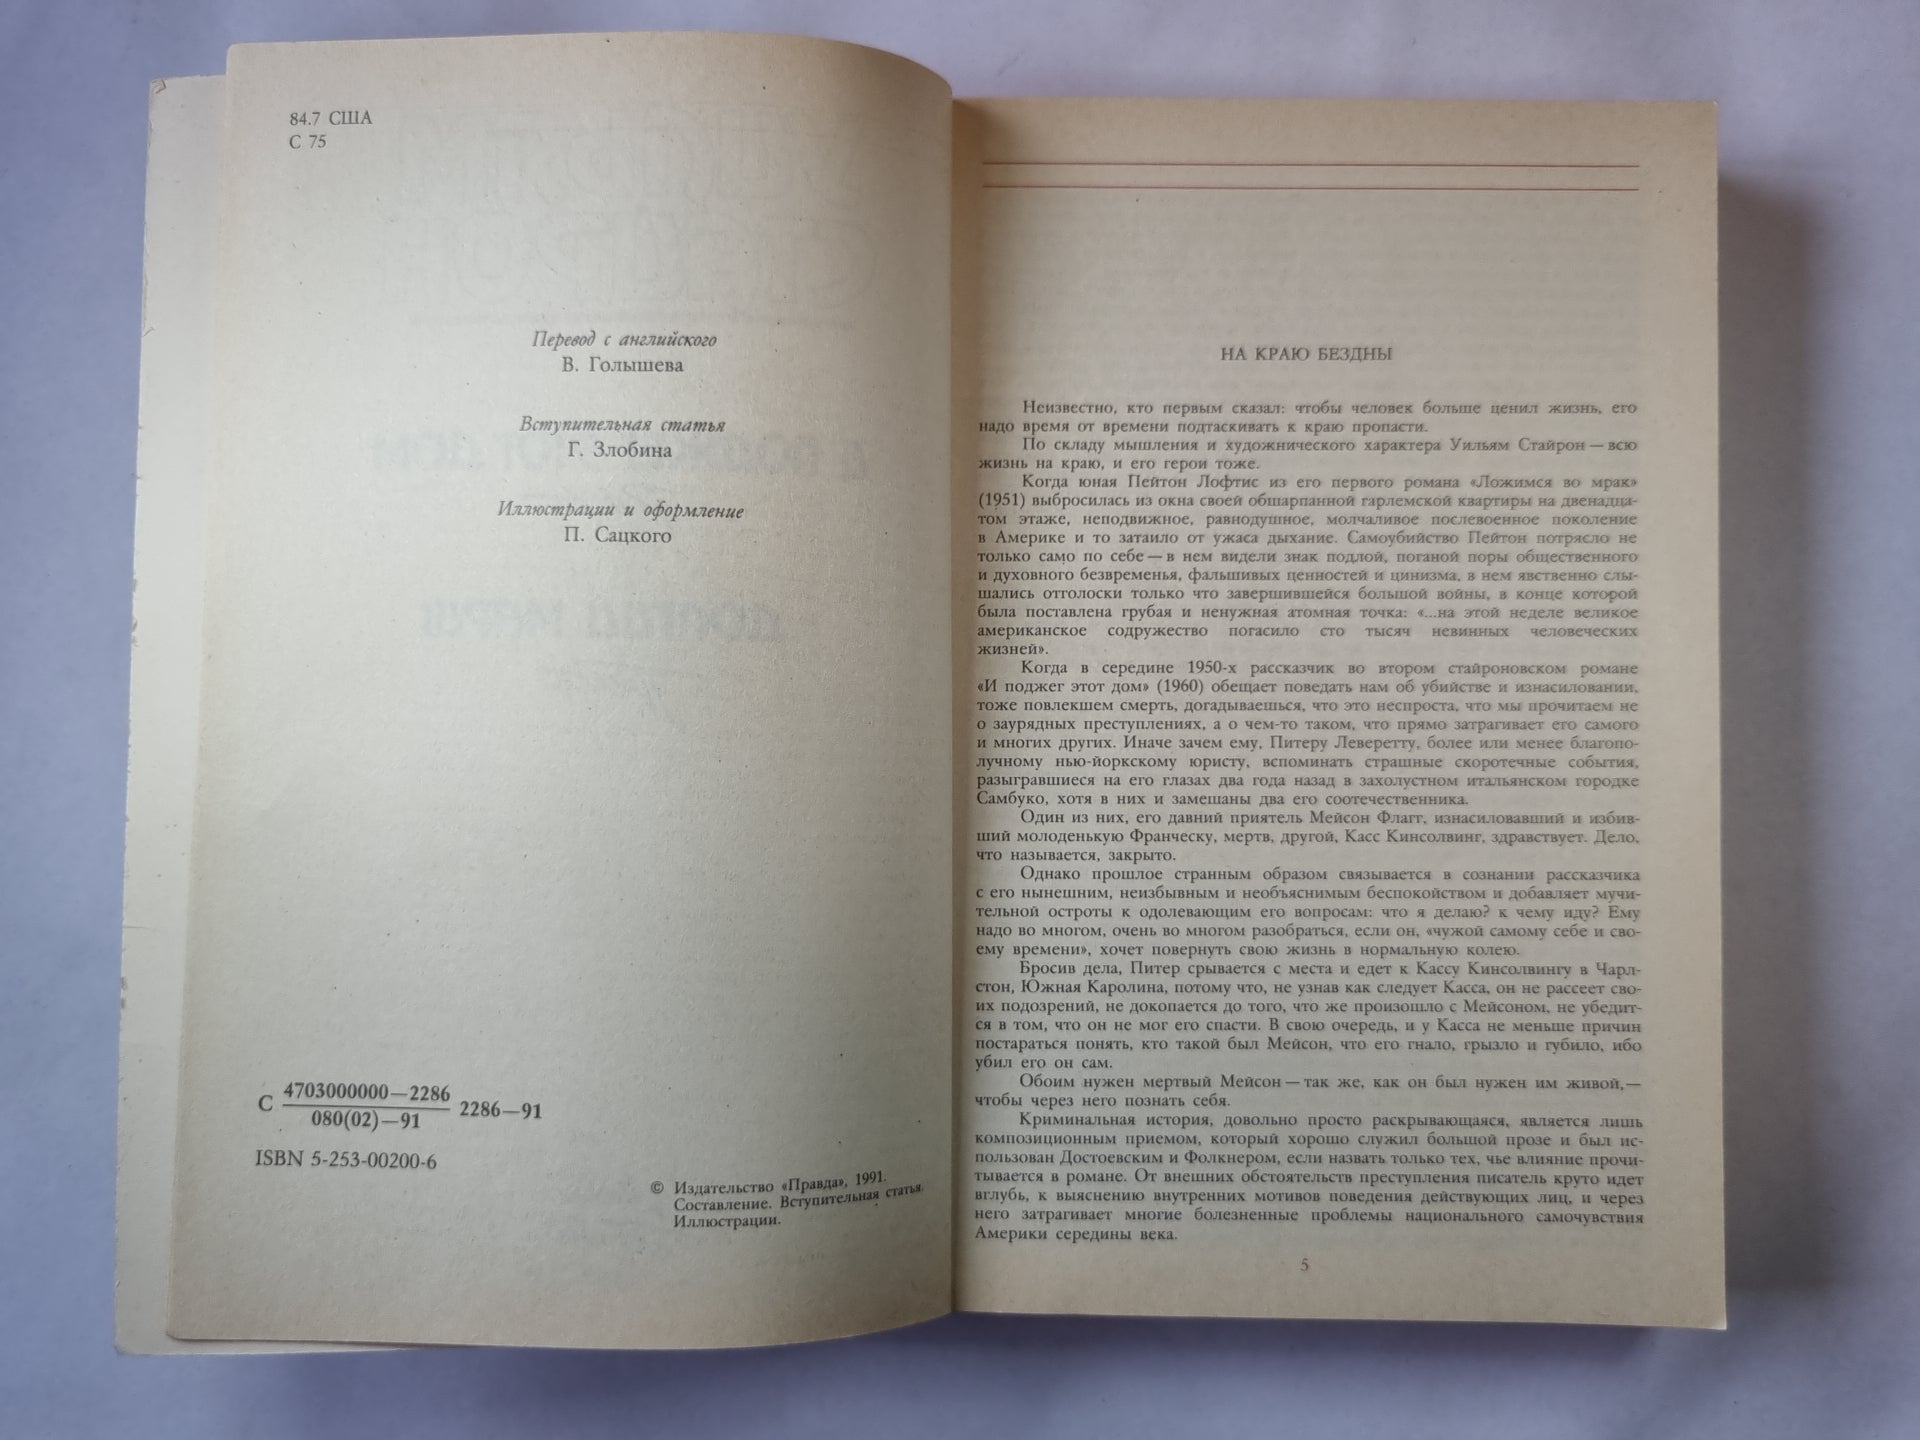 84.7 США
С 75
Перевод с английского
В. Голышева
Вступительная статья
Г. Злобина
Иллюстрации и оформление
П. Сацкого
С 4703000000—2286 2286—91
080(02)—91
ISBN 5-253-00200-6
© Издательство «Правда», 1991.
Составление. Вступительная статья.
Иллюстрации.
НА КРАЮ БЕЗДНЫ
Неизвестно, кто первым сказал: чтобы человек больше ценил жизнь, его
надо время от времени подтаскивать к краю пропасти.
По складу мышления и художнического характера Уильям Стайрон — всю
жизнь на краю, и его герои тоже.
Когда юная Пейтон Лофтис из его первого романа «Ложимся во мрак»
(1951) выбросилась из окна своей обшарпанной гарлемской квартиры на двенадца-
том этаже, неподвижное, равнодушное, молчаливое послевоенное поколение
в Америке и то затаило от ужаса дыхание. Самоубийство Пейтон потрясло не
только само по себе — в нем видели знак подлой, поганой поры общественного
и духовного безвременья, фальшивых ценностей и цинизма, в нем явственно слы-
шались отголоски только что завершившейся большой войны, в конце которой
была поставлена грубая и ненужная атомная точка: «...на этой неделе великое
американское содружество погасило сто тысяч невинных человеческих
жизней».
Когда в середине 1950-х рассказчик во втором стайроновском романе
«И поджег этот дом» (1960) обещает поведать нам об убийстве и изнасиловании,
тоже повлекшем смерть, догадываешься, что это неспроста, что мы прочитаем не
о заурядных преступлениях, а о чем-то таком, что прямо затрагивает его самого
и многих других. Иначе зачем ему, Питеру Леверетту, более или менее благопо-
лучному нью-йоркскому юристу, вспоминать страшные скоротечные события,
разыгравшиеся на его глазах два года назад в захолустном итальянском городке
Самбуко, хотя в них и замешаны два его соотечественника.
Один из них, его давний приятель Мейсон Флагг, изнасиловавший и избив-
ший молоденькую Франческу, мертв, другой, Касс Кинсолвинг, здравствует. Дело,
что называется, закрыто.
Однако прошлое странным образом связывается в сознании рассказчика
с его нынешним, неизбывным и необъяснимым беспокойством и добавляет мучи-
тельной остроты к одолевающим его вопросам: что я делаю? к чему иду? Ему
надо во многом, очень во многом разобраться, если он, «чужой самому себе и сво-
ему времени», хочет повернуть свою жизнь в нормальную колею.
Бросив дела, Питер срывается с места и едет к Кассу Кинсолвингу в Чарл-
стон, Южная Каролина, потому что, не узнав как следует Касса, он не рассеет сво-
их подозрений, не докопается до того, что же произошло с Мейсоном, не убедит-
ся в том, что он не мог его спасти. В свою очередь, и у Касса не меньше причин
постараться понять, кто такой был Мейсон, что его гнало, грызло и губило, ибо
убил его он сам.
Обоим нужен мертвый Мейсон — так же, как он был нужен им живой,—
чтобы через него познать себя.
Криминальная история, довольно просто раскрывающаяся, является лишь
композиционным приемом, который хорошо служил большой прозе и был ис-
пользован Достоевским и Фолкнером, если назвать только тех, чье влияние прочи-
тывается в романе. От внешних обстоятельств преступления писатель круто идет
вглубь, к выяснению внутренних мотивов поведения действующих лиц, и через
него затрагивает многие болезненные проблемы национального самочувствия
Америки середины века.
5